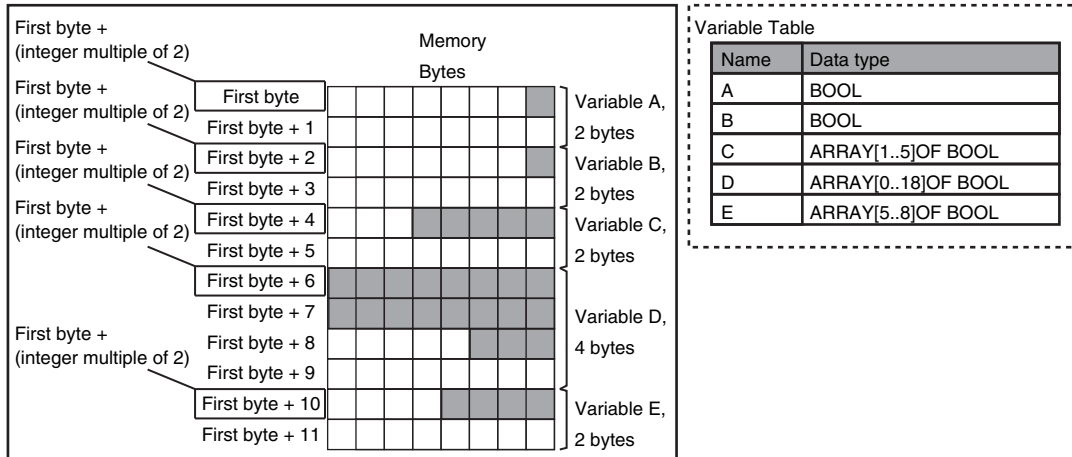 First byte +
(integer multiple of 2)
First byte +
(integer multiple of 2)
First byte +
(integer multiple of 2)
First byte +
(integer multiple of 2)
First byte +
(integer multiple of 2)
Memory
Bytes
First byte
First byte + 1
First byte + 2
First byte + 3
First byte + 4
First byte + 5
First byte + 6
First byte + 7
First byte + 8
First byte + 9
First byte + 10
First byte + 11
Variable A,
2 bytes
Variable B,
2 bytes
Variable C,
2 bytes
Variable D,
4 bytes
Variable E,
2 bytes
Variable Table
Name Data type
A BOOL
B BOOL
C ARRAY[1..5]OF BOOL
D ARRAY[0..18]OF BOOL
E ARRAY[5..8]OF BOOL